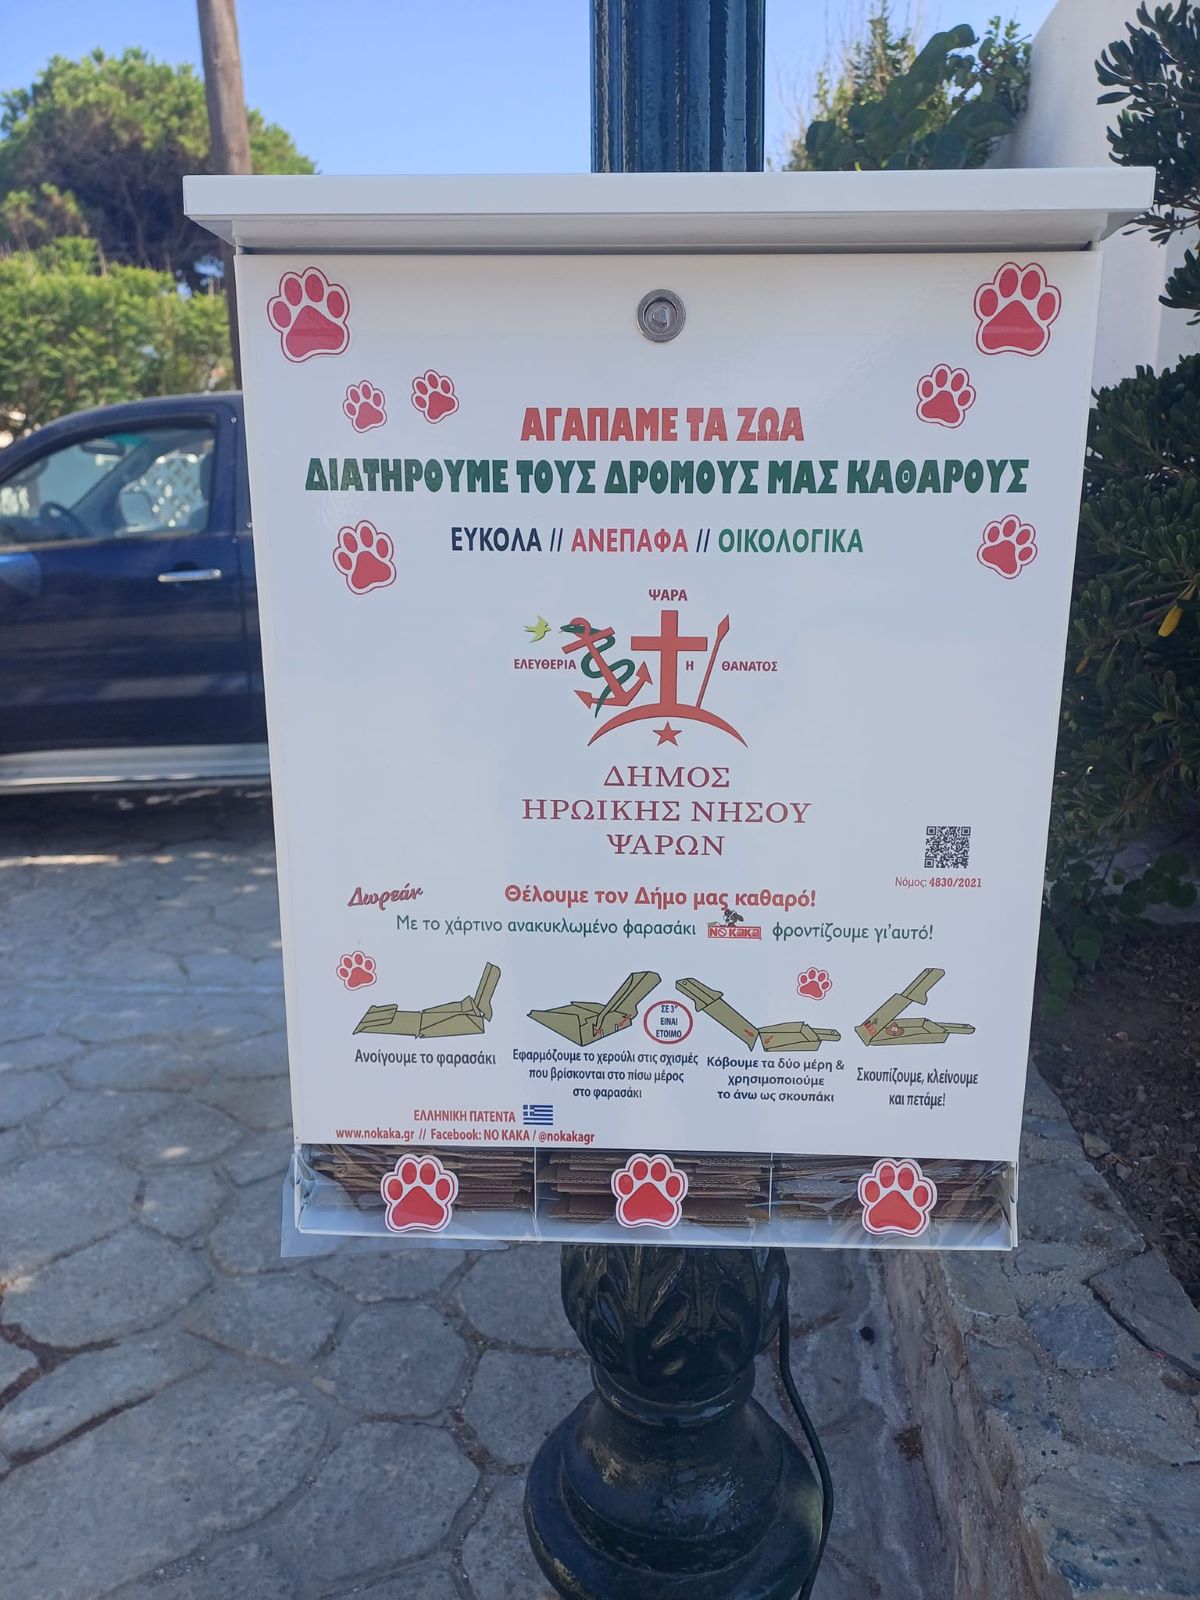 ΑΓΑΠΑΜΕ ΤΑ ΖΩΑ
ΔΙΑΤΗΡΟΥΜΕ ΤΟΥΣ ΔΡΟΜΟΥΣ ΜΑΣ ΚΑΘΑΡΟΥΣ
ΕΥΚΟΛΑ // ΑΝΕΠΑΦΑ // ΟΙΚΟΛΟΓΙΚΑ
ΨΑΡΑ
ΕΛΕΥΘΕΡΙΑ Η ΘΑΝΑΤΟΣ
ΔΗΜΟΣ
ΗΡΩΙΚΗΣ ΝΗΣΟΥ
ΨΑΡΩΝ
Νόμος: 4830/2021
Δωρεάν
Θέλουμε τον Δήμο μας καθαρό!
Με το χάρτινο ανακυκλωμένο φαρασάκι NO KAKA φροντίζουμε γι'αυτό!
ΣΕ 3"
ΕΙΝΑΙ
ΕΤΟΙΜΟ
Ανοίγουμε το φαρασάκι
Εφαρμόζουμε το χερούλι στις σχισμές
που βρίσκονται στο πίσω μέρος
στο φαρασάκι
Κόβουμε τα δύο μέρη &
χρησιμοποιούμε
το άνω ως σκουπάκι
Σκουπίζουμε, κλείνουμε
και πετάμε!
ΕΛΛΗΝΙΚΗ ΠΑΤΕΝΤΑ
www.nokaka.gr // Facebook: NO KAKA / @nokakagr